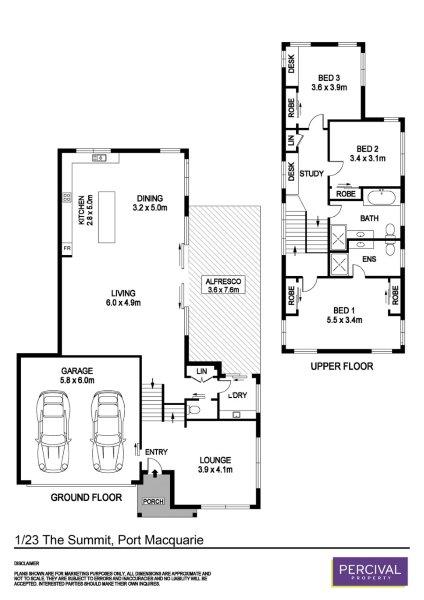 DESK
BED 3
3.6 x 3.9m
ROBE
LIN
DESK
STUDY
BED 2
3.4 x 3.1m
ROBE
BATH
ENS
ROBE
BED 1
5.5 x 3.4m
ROBE
UPPER FLOOR
KITCHEN
2.8 x 5.0m
DINING
3.2 x 5.0m
FR
LIVING
6.0 x 4.9m
ALFRESCO
3.6 x 7.6m
GARAGE
5.8 x 6.0m
LIN
LDRY
ENTRY
LOUNGE
3.9 x 4.1m
PORCH
GROUND FLOOR
1/23 The Summit, Port Macquarie
DISCLAIMER
PLANS SHOWN ARE FOR MARKETING PURPOSES ONLY, ALL DIMENSIONS ARE APPROXIMATE AND
NOT TO SCALE. THEY ARE SUBJECT TO ERRORS AND INACCURACIES AND NO LIABILITY WILL BE
ACCEPTED. INTERESTED PARTIES SHOULD MAKE THEIR OWN INQUIRIES.
PERCIVAL
PROPERTY